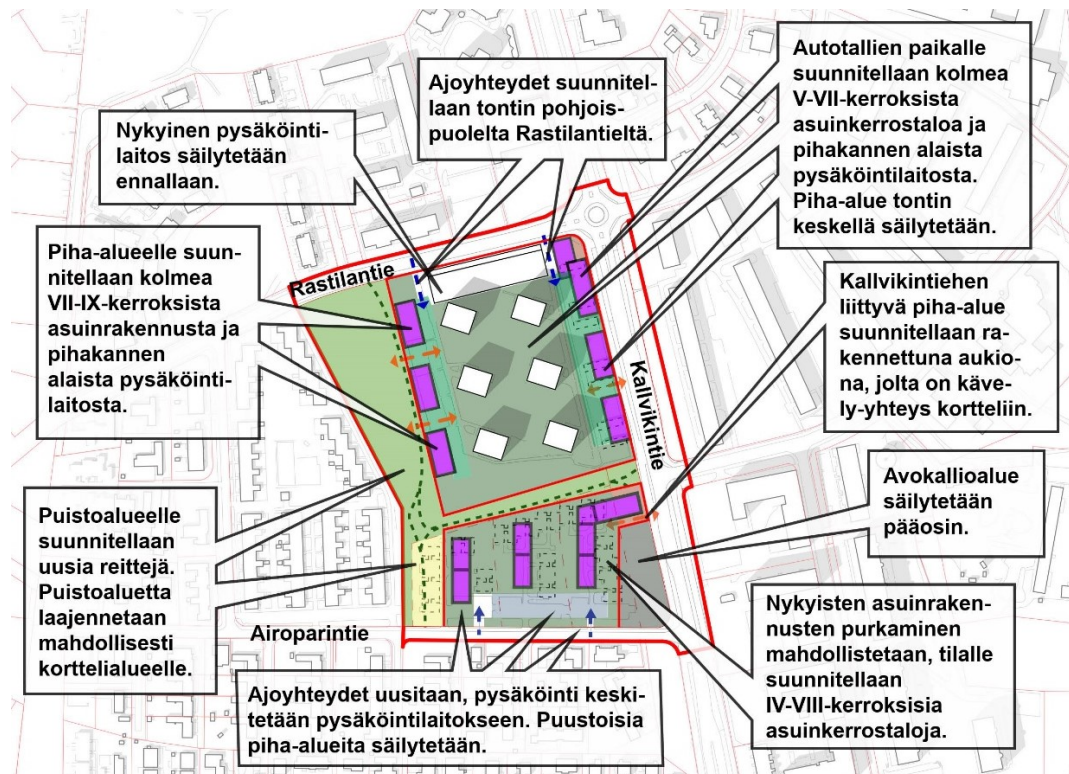 Nykyinen pysäköinti-
laitos säilytetään
ennallaan.
Ajoyhteydet suunnitel-
laan tontin pohjois-
puolelta Rastilantieltä.
Autotallien paikalle
suunnitellaan kolmea
V-VII-kerroksista
asuinkerrostaloa ja
pihakannen alaista
pysäköintilaitosta.
Piha-alue tontin
keskellä säilytetään.
Piha-alueelle suun-
nitellaan kolmea
VII-IX-kerroksista
asuinrakennusta ja
pihakannen
alaista pysäköinti-
laitosta.
Rastilantie
Kallvikintie
Kallvikintiehen
liittyvä piha-alue
suunnitellaan ra-
kennettuna aukio-
na, jolta on käve-
ly-yhteys kortteliin.
Avokallioalue
säilytetään
pääosin.
Puistoalueelle
suunnitellaan
uusia reittejä.
Puistoaluetta
laajennetaan
mahdollisesti
korttelialueelle.
Airoparintie
Ajoyhteydet uusitaan, pysäköinti keski-
tetään pysäköintilaitokseen. Puustoisia
piha-alueita säilytetään.
Nykyisten asuinraken-
nusten purkaminen
mahdollistetaan, tilalle
suunnitellaan
IV-VIII-kerroksisia
asuinkerrostaloja.